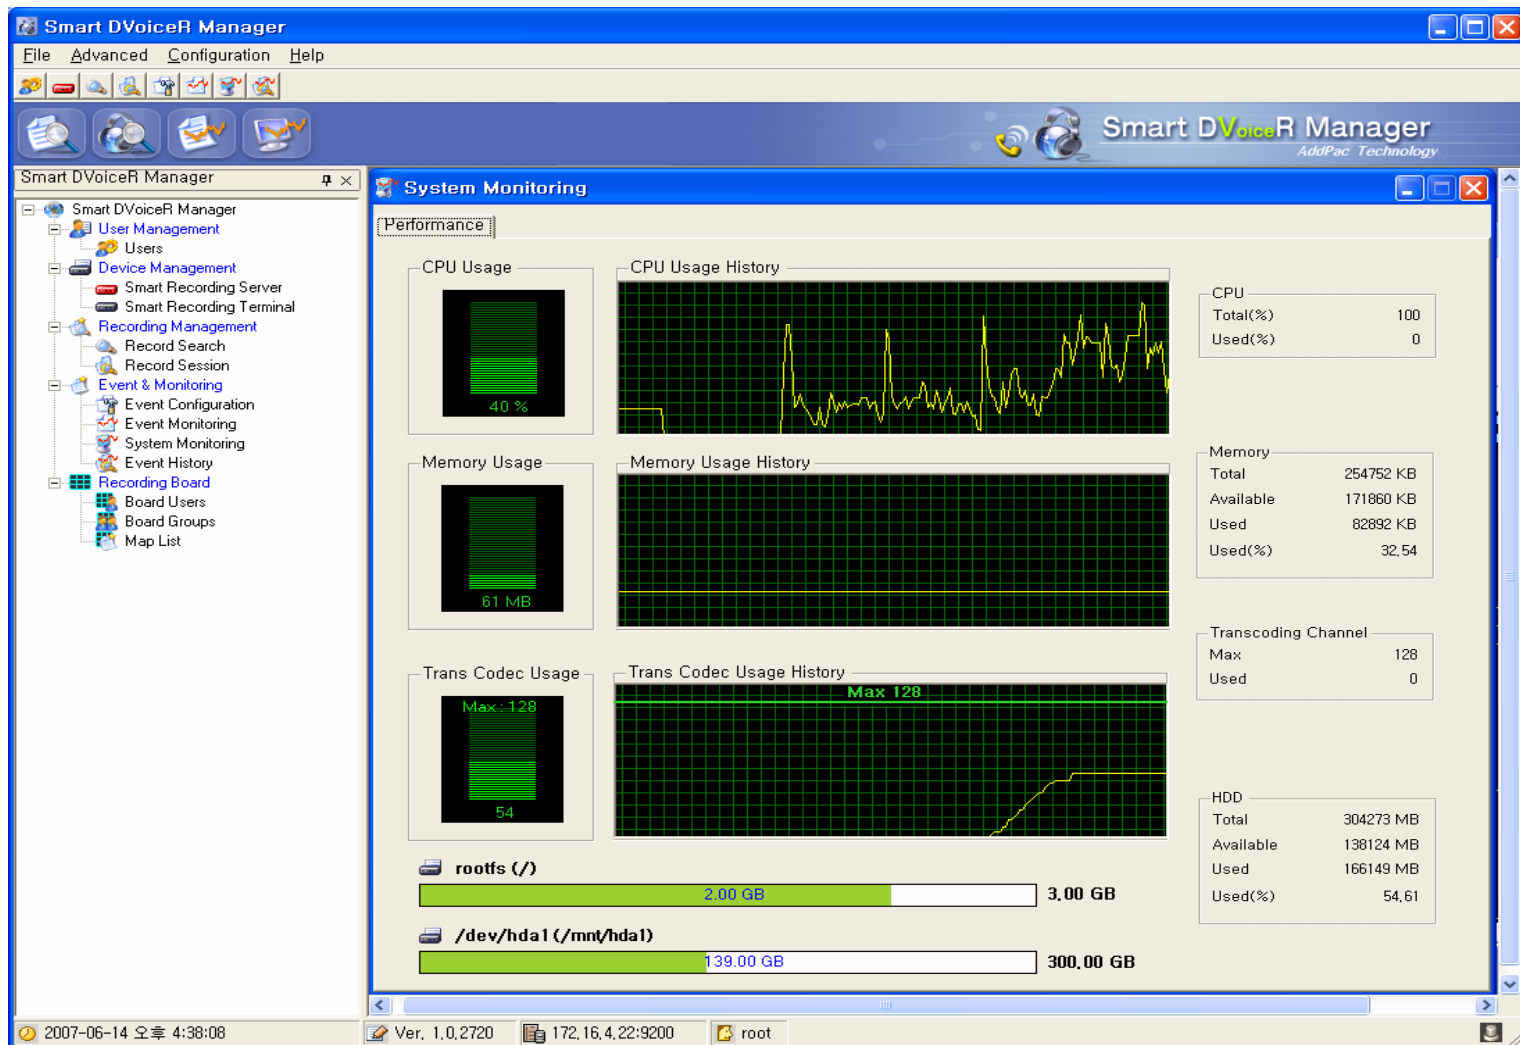 Smart DVoiceR Manager
File Advanced Configuration Help
Smart DVoiceR Manager
AddPac Technology
Smart DVoiceR Manager
Smart DVoiceR Manager
User Management
Users
Device Management
Smart Recording Server
Smart Recording Terminal
Recording Management
Record Search
Record Session
Event & Monitoring
Event Configuration
Event Monitoring
System Monitoring
Event History
Recording Board
Board Users
Board Groups
Map List
System Monitoring
Performance
CPU Usage
40 %
CPU Usage History
CPU
Total(%) 100
Used(%) 0
Memory Usage
61 MB
Memory Usage History
Memory
Total 254752 KB
Available 171860 KB
Used 82892 KB
Used(%) 32,54
Trans Codec Usage
Max : 128
54
Trans Codec Usage History
Max 128
Transcoding Channel
Max 128
Used 0
HDD
Total 304273 MB
Available 138124 MB
Used 166149 MB
Used(%) 54,61
rootfs (/)
2.00 GB 3,00 GB
/dev/hda1 (/mnt/hda1)
139.00 GB 300,00 GB
2007-06-14 오후 4:38:08 Ver, 1,0,2720 172,16,4,22:9200 root